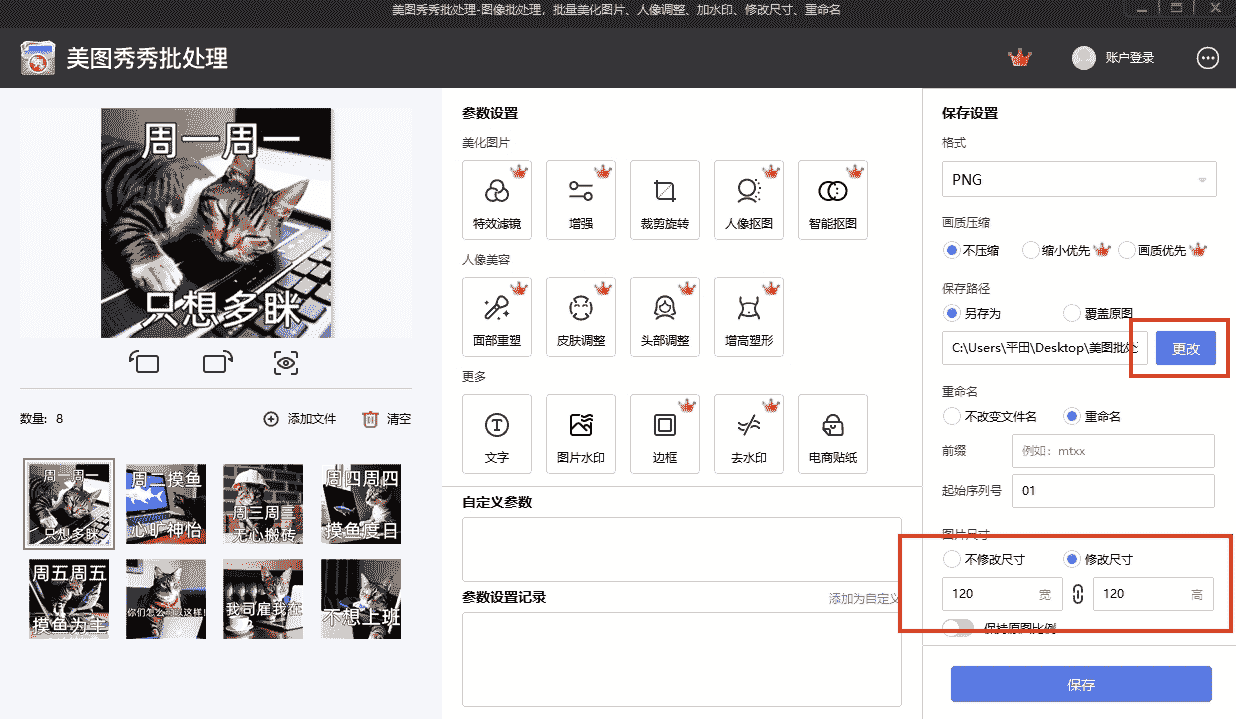 美图秀秀批处理-图像批处理，批量美化图片、人像调整、加水印、修改尺寸、重命名
美图秀秀批处理
账户登录
周一周一
只想多眯
数量: 8
添加文件
清空
周一周一
只想多眯
周二摸鱼
心旷神怡
周三周三
无心搬砖
周四周四
摸鱼度日
周五周五
摸鱼为主
你们怎么可以这样!
我司雇我在
不想上班
参数设置
美化图片
特效滤镜
增强
裁剪旋转
人像抠图
智能抠图
人像美容
面部重塑
皮肤调整
头部调整
增高塑形
更多
文字
图片水印
边框
去水印
电商贴纸
自定义参数
参数设置记录
添加为自定义
保存设置
格式
PNG
画质压缩
不压缩
缩小优先
画质优先
保存路径
另存为
覆盖原图
C:\Users\平田\Desktop\美图批处
更改
重命名
不改变文件名
重命名
前缀
例如: mtxx
起始序列号
01
图片尺寸
不修改尺寸
修改尺寸
120 宽
120 高
保持原图比例
保存